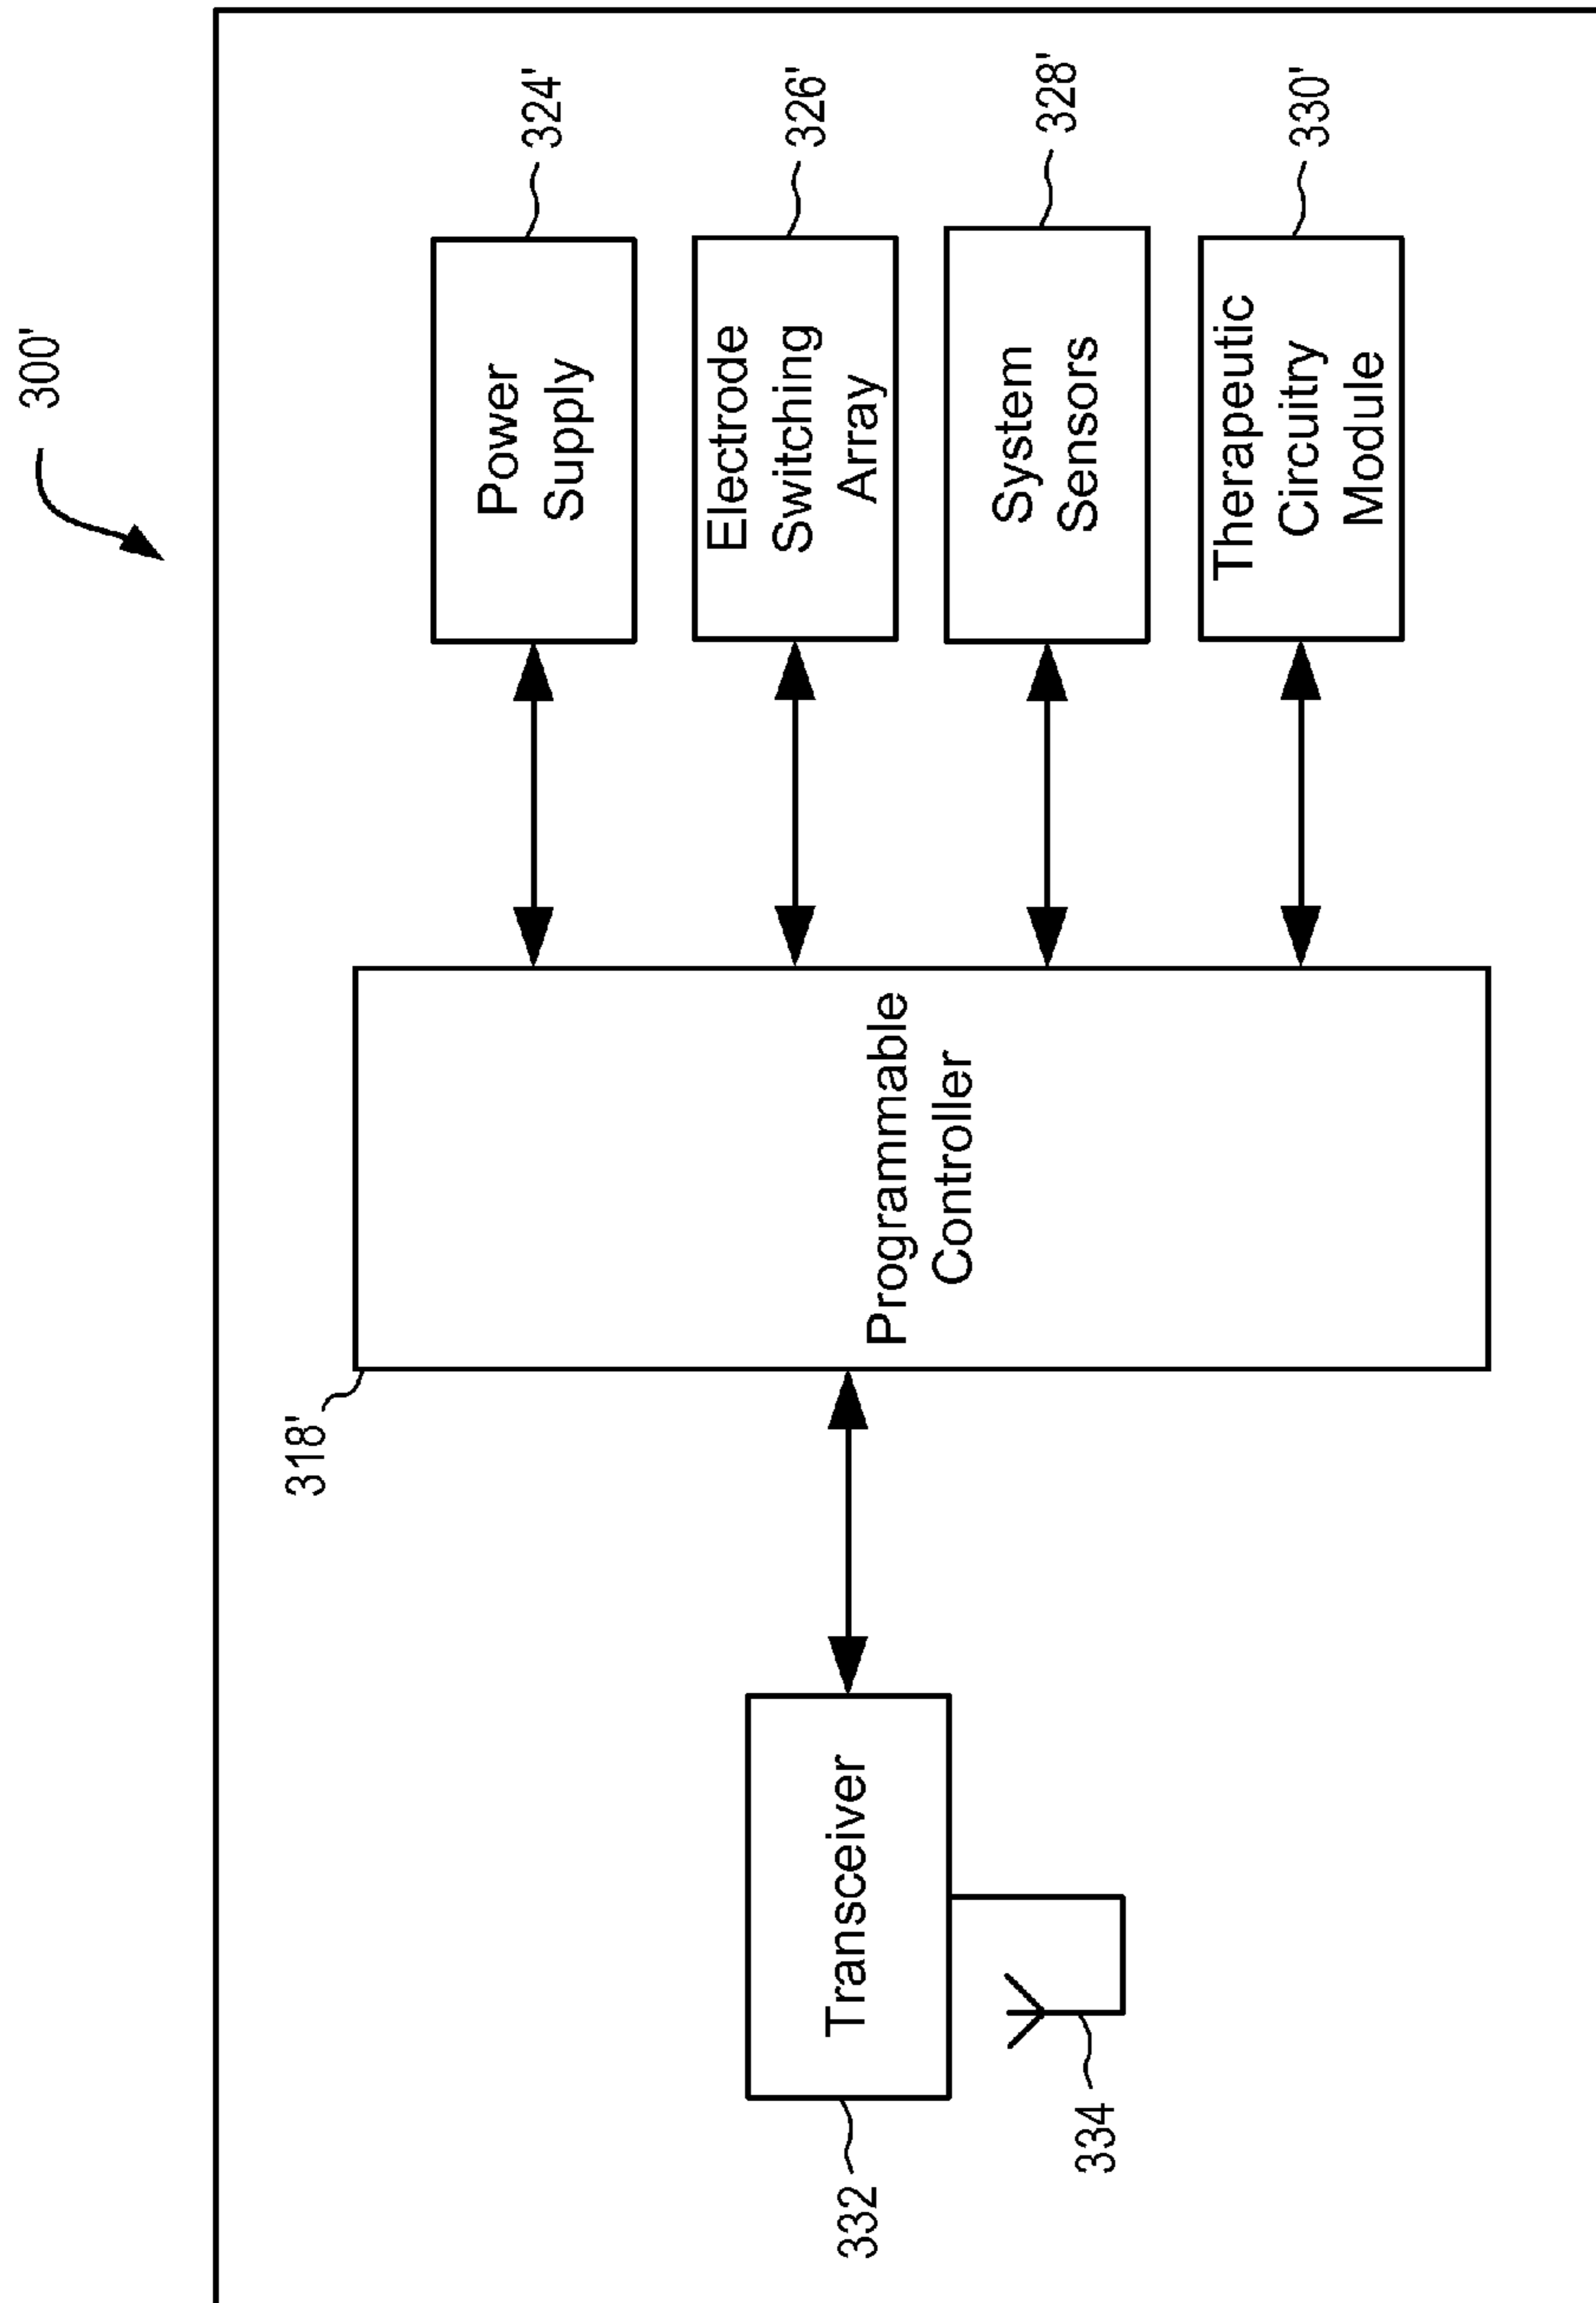 300'
324'
Power
Supply
326'
Electrode
Switching
Array
328'
System
Sensors
330'
Therapeutic
Circuitry
Module
318'
Programmable
Controller
Transceiver
332
334